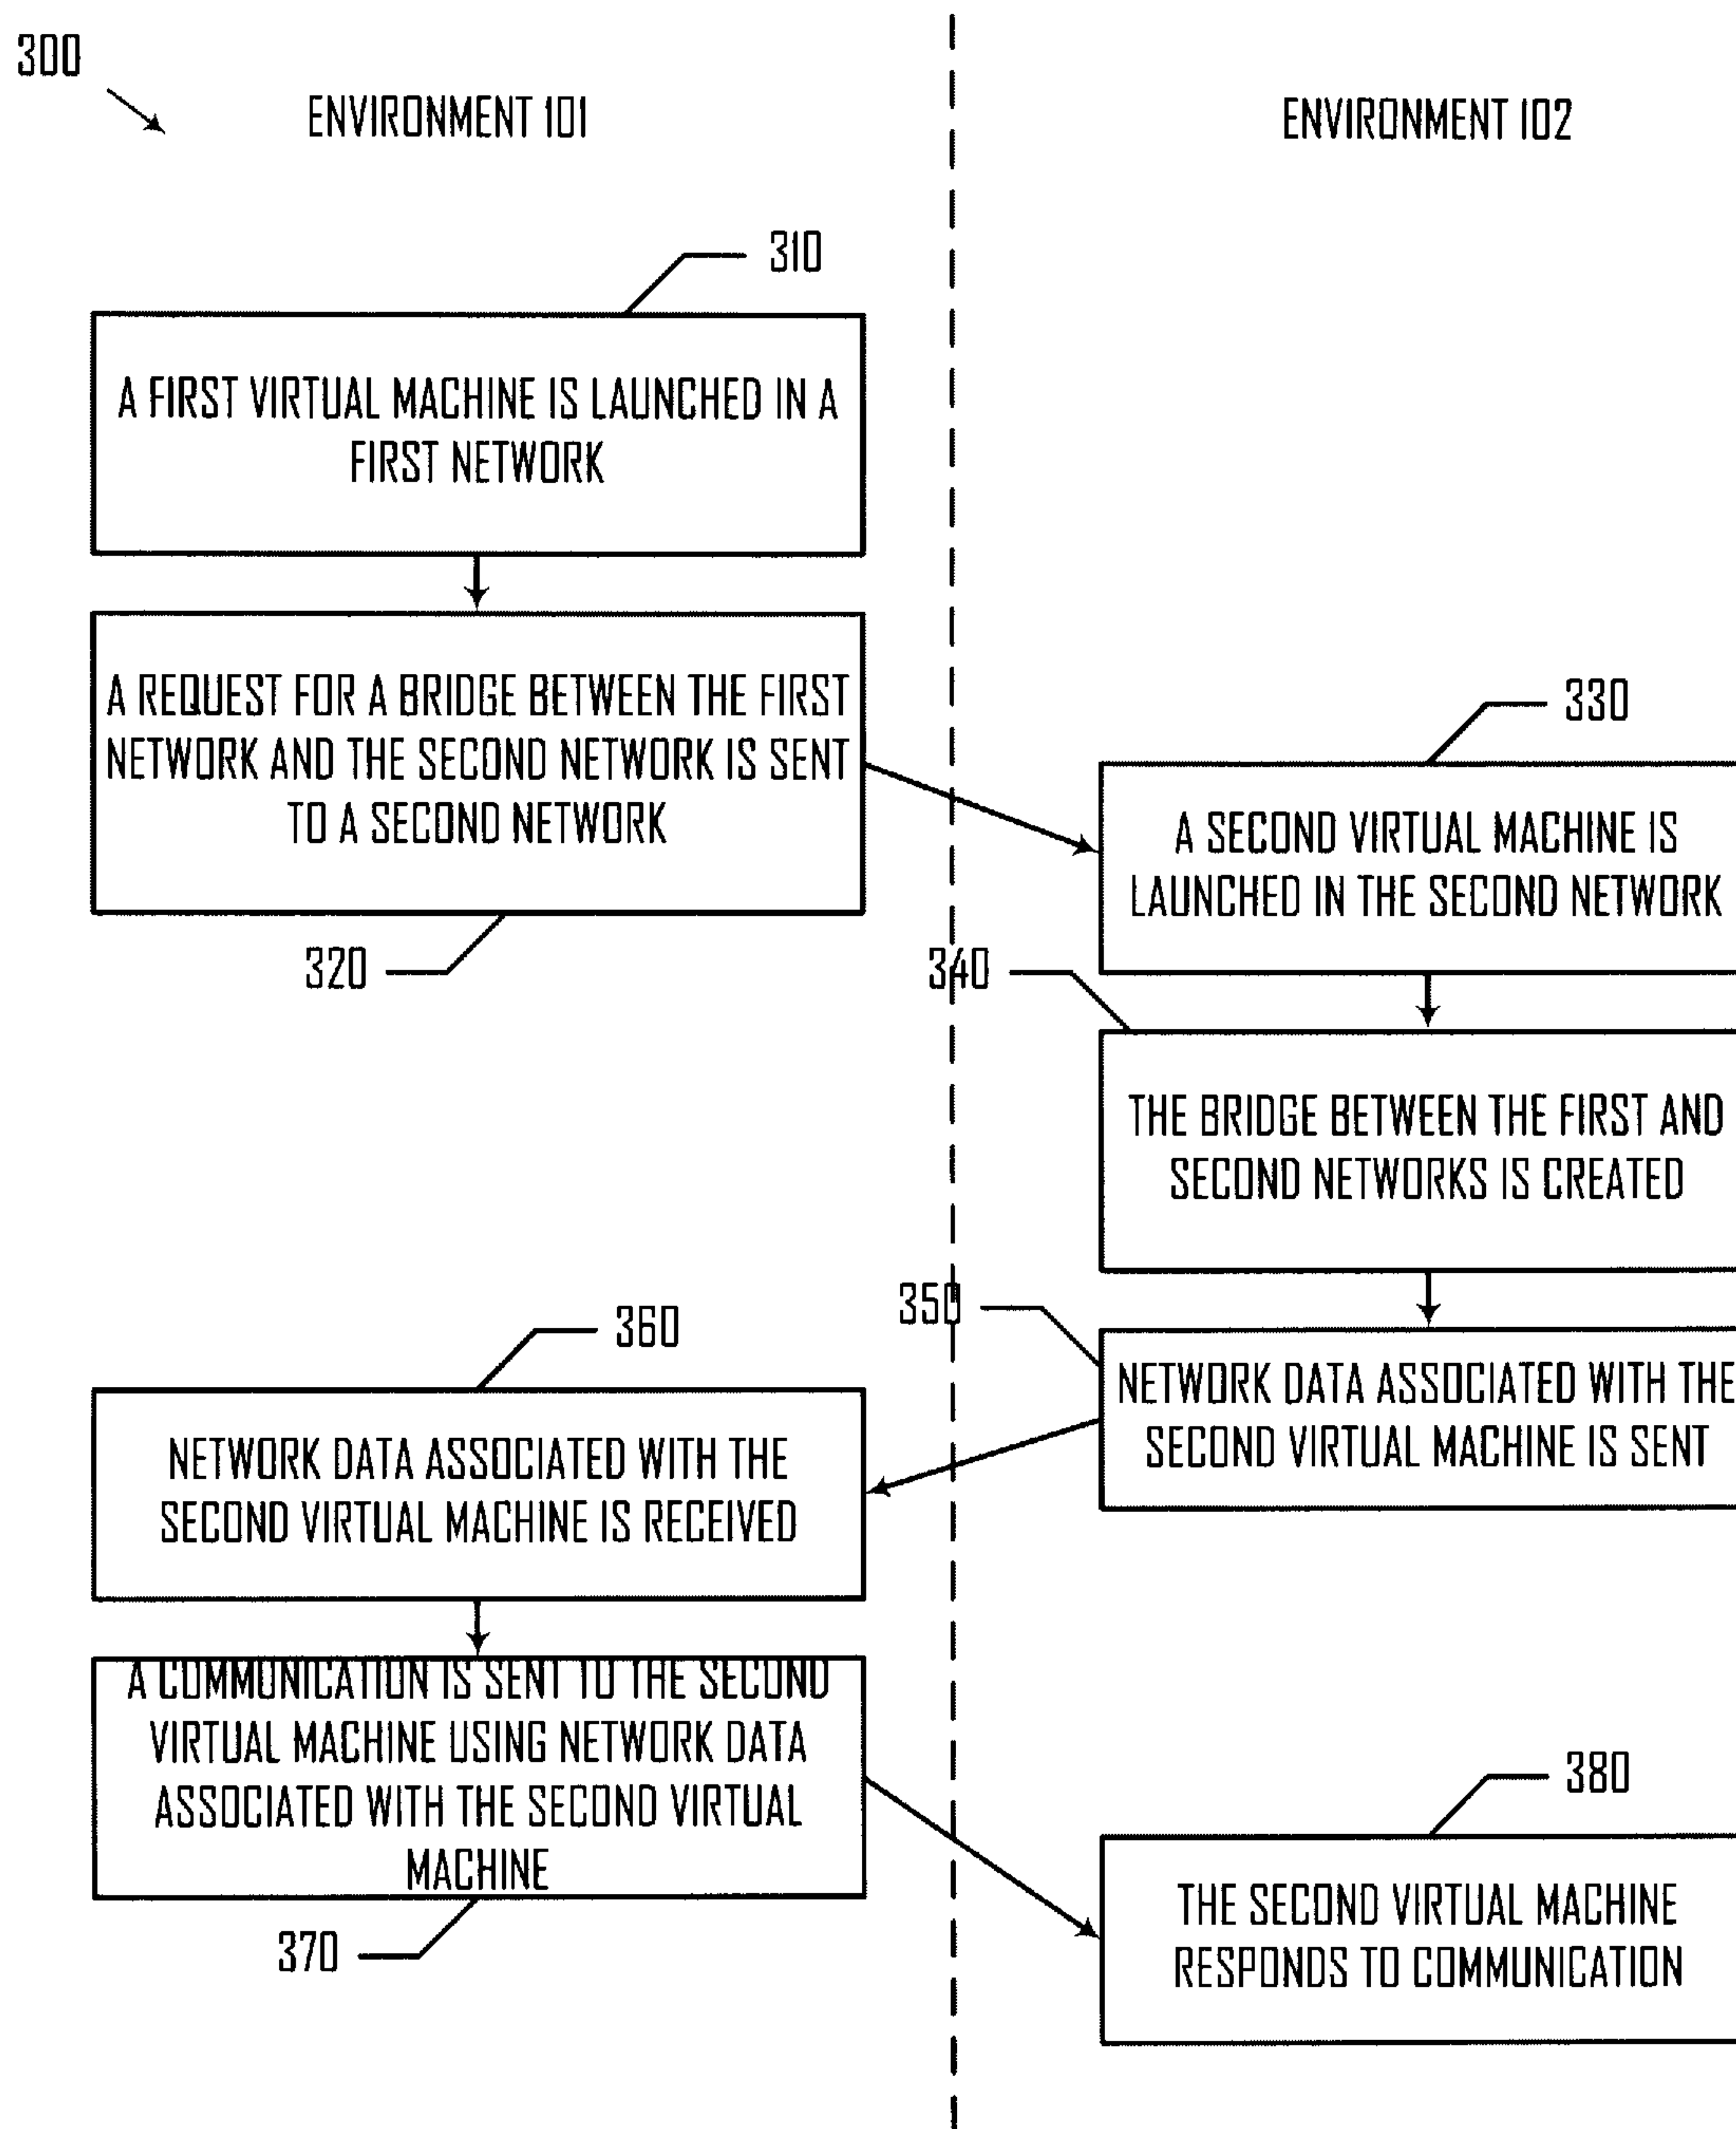 300
ENVIRONMENT 101
ENVIRONMENT 102
310
A FIRST VIRTUAL MACHINE IS LAUNCHED IN A
FIRST NETWORK
A REQUEST FOR A BRIDGE BETWEEN THE FIRST
NETWORK AND THE SECOND NETWORK IS SENT
TO A SECOND NETWORK
320
330
A SECOND VIRTUAL MACHINE IS
LAUNCHED IN THE SECOND NETWORK
340
THE BRIDGE BETWEEN THE FIRST AND
SECOND NETWORKS IS CREATED
350
NETWORK DATA ASSOCIATED WITH THE
SECOND VIRTUAL MACHINE IS SENT
360
NETWORK DATA ASSOCIATED WITH THE
SECOND VIRTUAL MACHINE IS RECEIVED
A COMMUNICATION IS SENT TO THE SECOND
VIRTUAL MACHINE USING NETWORK DATA
ASSOCIATED WITH THE SECOND VIRTUAL
MACHINE
370
380
THE SECOND VIRTUAL MACHINE
RESPONDS TO COMMUNICATION